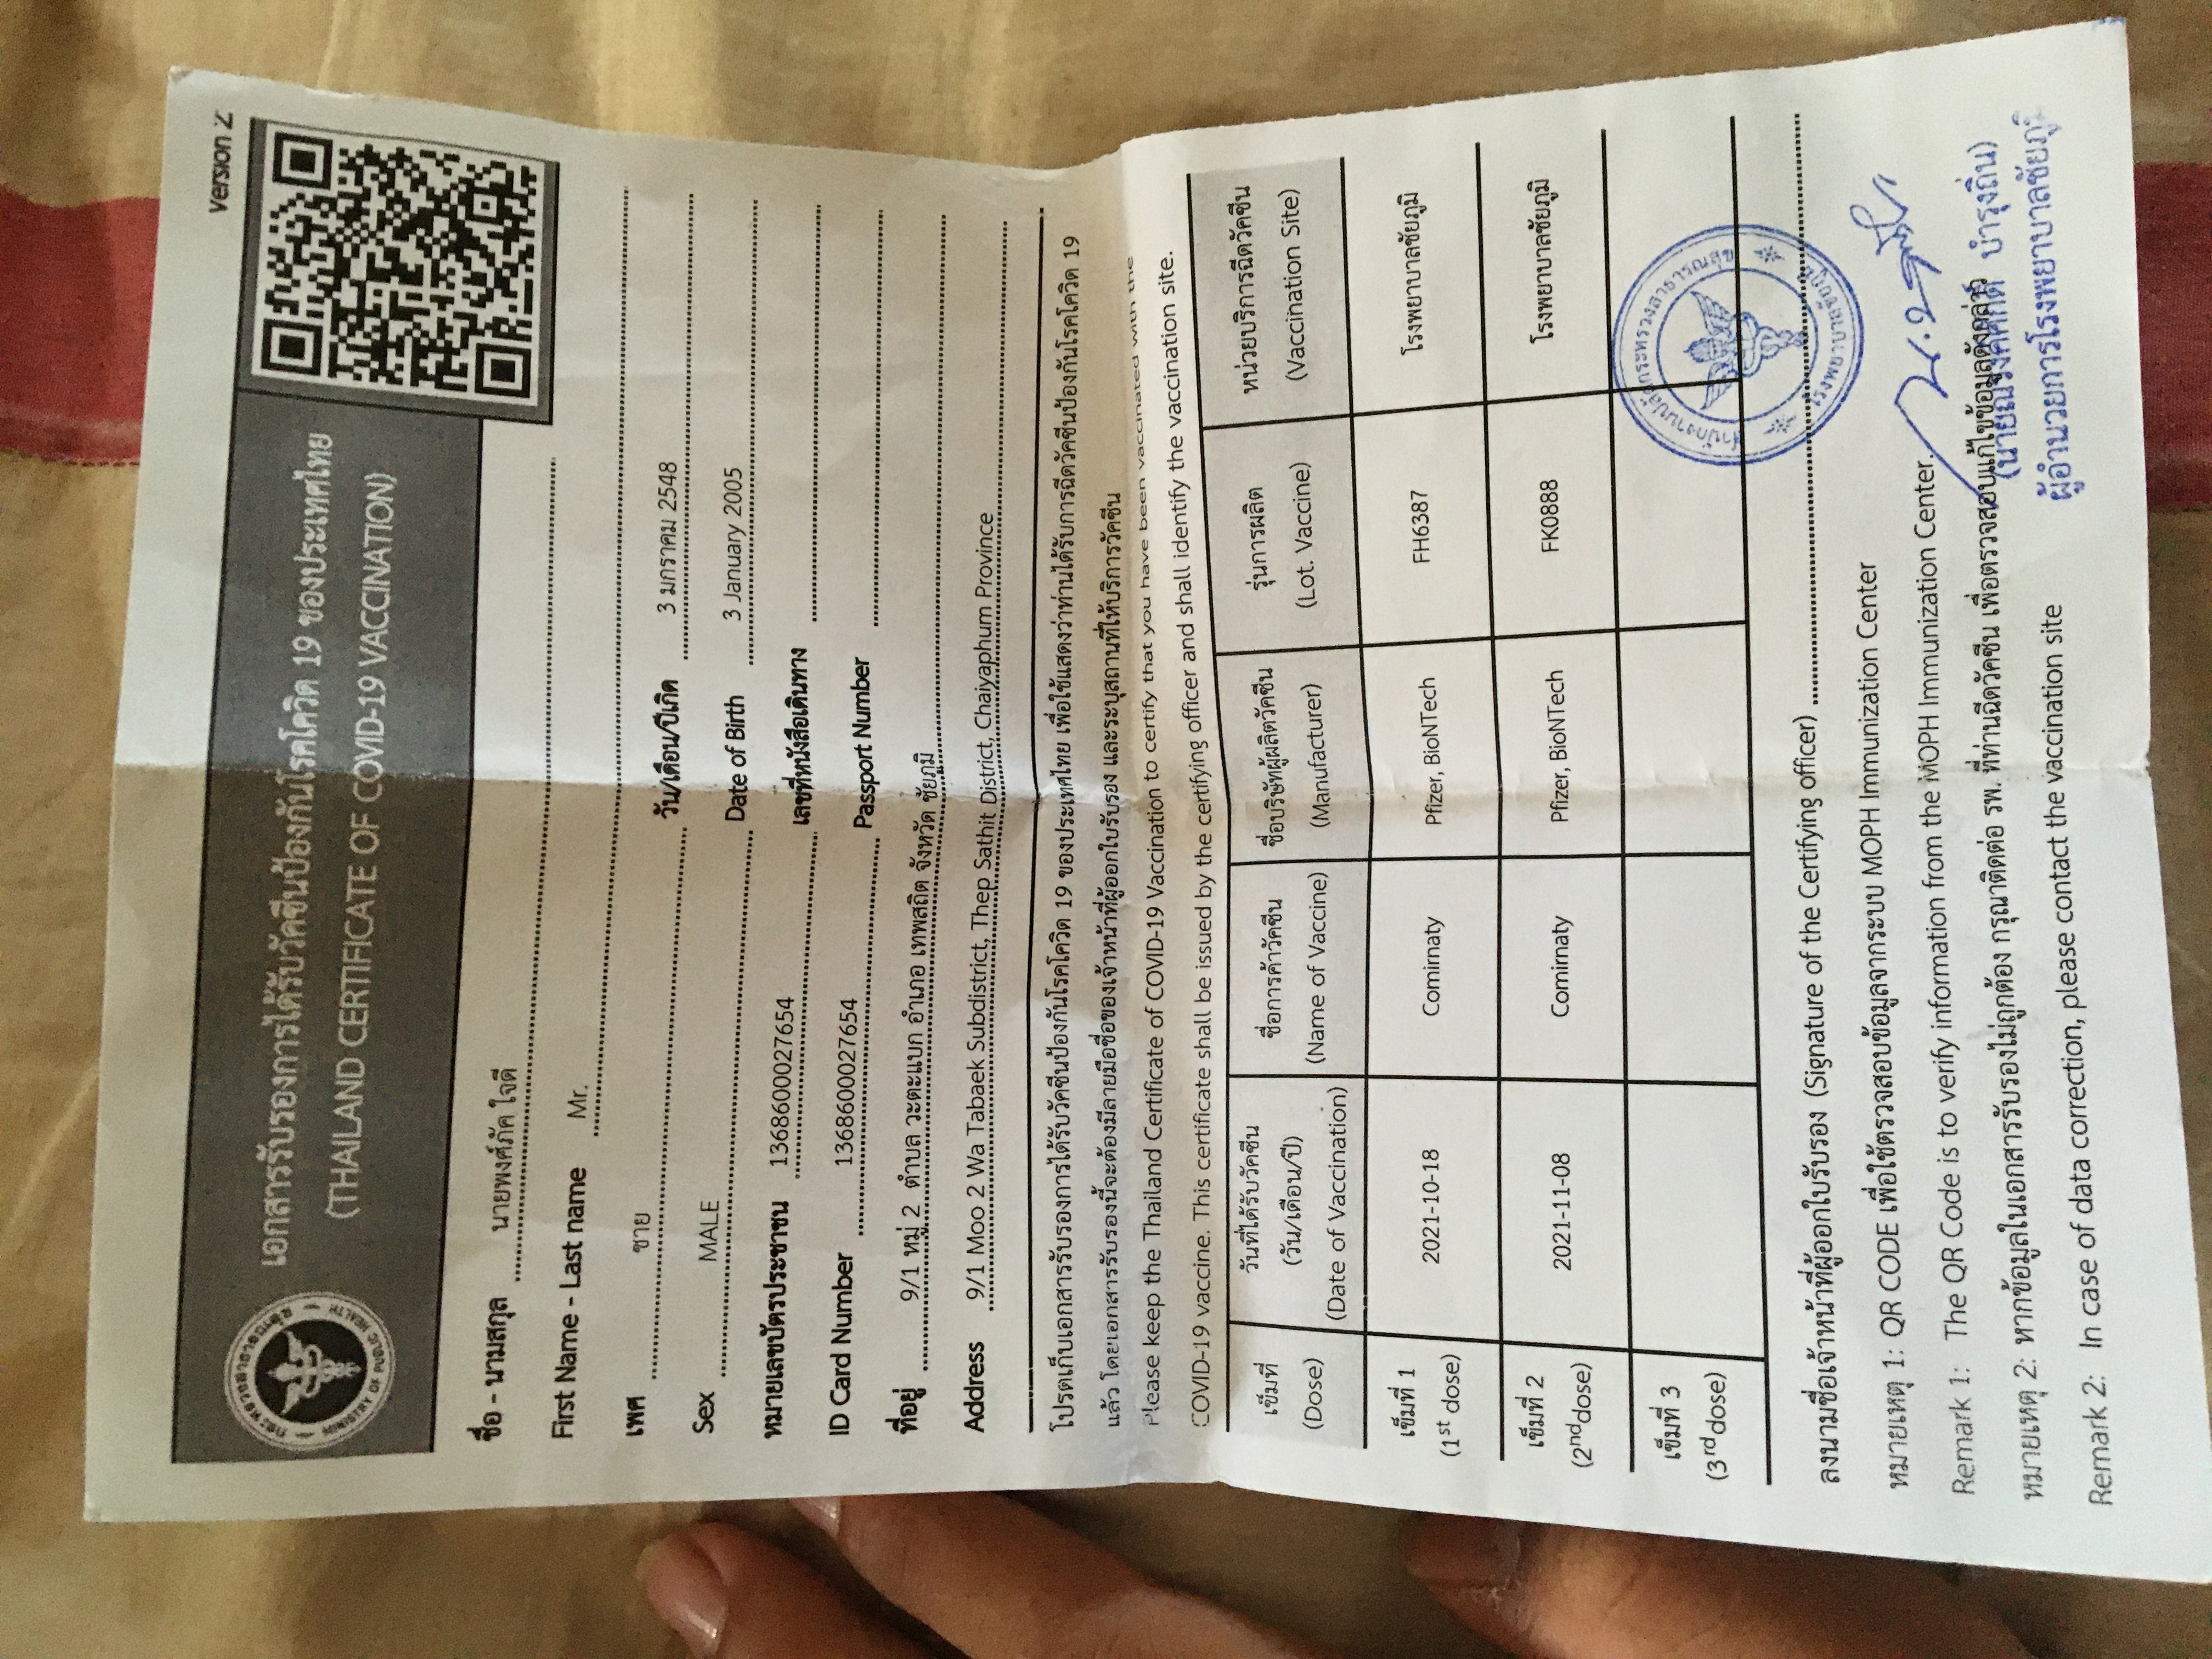 Version 2
กระทรวงสาธารณสุข
MINISTRY OF PUBLIC HEALTH
เอกสารรับรองการได้รับวัคซีนป้องกันโรคโควิด 19 ของประเทศไทย
(THAILAND CERTIFICATE OF COVID-19 VACCINATION)
ชื่อ - นามสกุล นายพงศ์ภัค ใจดี
First Name - Last name Mr.
เพศ ชาย วัน/เดือน/ปีเกิด 3 มกราคม 2548
Sex MALE Date of Birth 3 January 2005
หมายเลขบัตรประชาชน 1368600027654 เลขที่หนังสือเดินทาง
ID Card Number 1368600027654 Passport Number
ที่อยู่ 9/1 หมู่ 2 ตำบล วะตะแบก อำเภอ เทพสถิต จังหวัด ชัยภูมิ
Address 9/1 Moo 2 Wa Tabaek Subdistrict, Thep Sathit District, Chaiyaphum Province
โปรดเก็บเอกสารรับรองการได้รับวัคซีนป้องกันโรคโควิด 19 ของประเทศไทย เพื่อใช้แสดงว่าท่านได้รับการฉีดวัคซีนป้องกันโรคโควิด 19
แล้ว โดยเอกสารรับรองนี้จะต้องมีลายมือชื่อของเจ้าหน้าที่ผู้ออกใบรับรอง และระบุสถานที่ให้บริการวัคซีน
Please keep the Thailand Certificate of COVID-19 Vaccination to certify that you have been vaccinated with the
COVID-19 vaccine. This certificate shall be issued by the certifying officer and shall identify the vaccination site.
เข็มที่ (Dose) วันที่ได้รับวัคซีน (วัน/เดือน/ปี) (Date of Vaccination) ชื่อการค้าวัคซีน (Name of Vaccine) ชื่อบริษัทผู้ผลิตวัคซีน (Manufacturer) รุ่นการผลิต (Lot. Vaccine) หน่วยบริการฉีดวัคซีน (Vaccination Site)
เข็มที่ 1 (1st dose) 2021-10-18 Comirnaty Pfizer, BioNTech FH6387 โรงพยาบาลชัยภูมิ
เข็มที่ 2 (2nd dose) 2021-11-08 Comirnaty Pfizer, BioNTech FK0888 โรงพยาบาลชัยภูมิ
เข็มที่ 3 (3rd dose)
สำนักงานปลัดกระทรวงสาธารณสุข
โรงพยาบาลชัยภูมิ
ลงนามชื่อเจ้าหน้าที่ผู้ออกใบรับรอง (Signature of the Certifying officer)
หมายเหตุ 1: QR CODE เพื่อใช้ตรวจสอบข้อมูลจากระบบ MOPH Immunization Center
Remark 1: The QR Code is to verify information from the MOPH Immunization Center.
หมายเหตุ 2: หากข้อมูลในเอกสารรับรองไม่ถูกต้อง กรุณาติดต่อ รพ. ที่ท่านฉีดวัคซีน เพื่อตรวจสอบแก้ไขข้อมูลดังกล่าว
(นายณรงค์ศักดิ์ บำรุงถิ่น)
ผู้อำนวยการโรงพยาบาลชัยภูมิ
Remark 2: In case of data correction, please contact the vaccination site